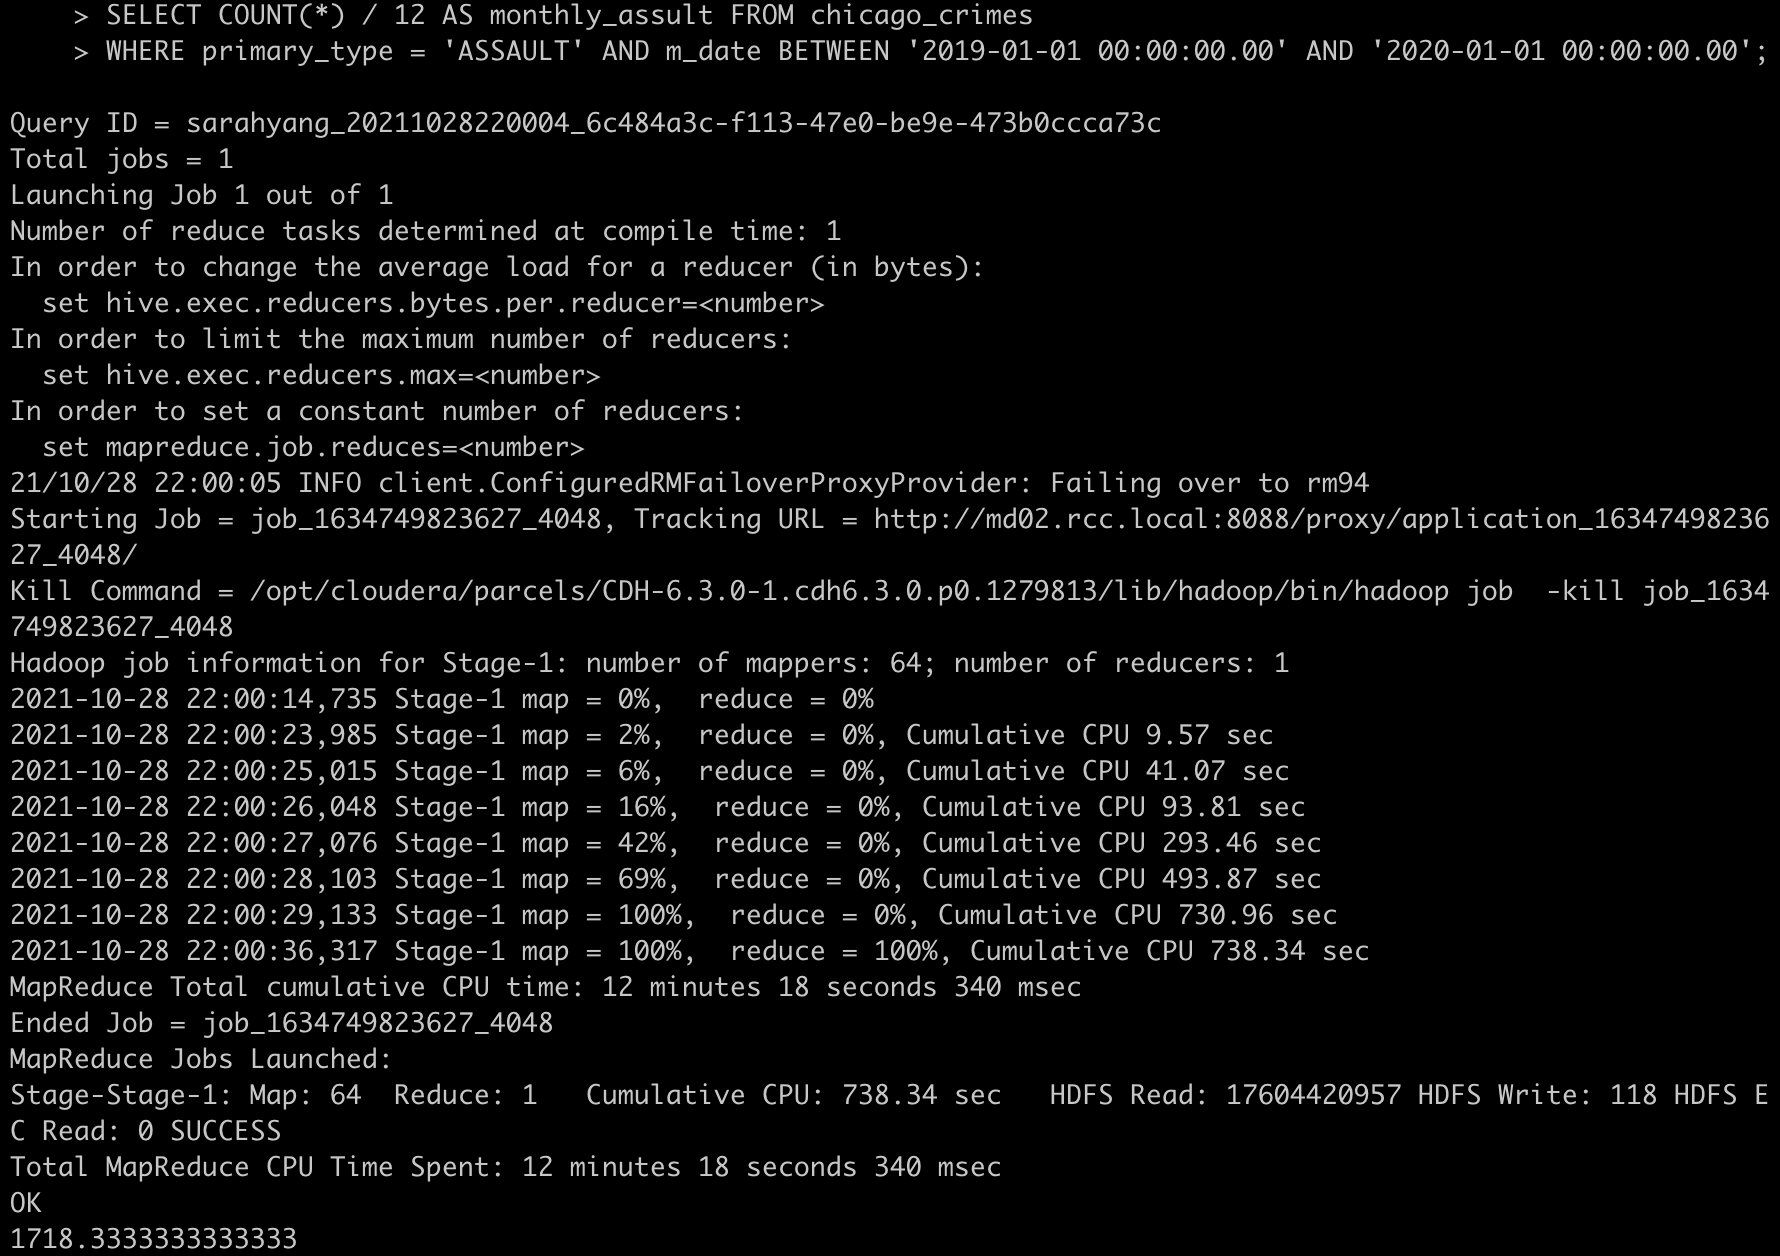 > SELECT COUNT(*) / 12 AS monthly_assult FROM chicago_crimes
> WHERE primary_type = 'ASSAULT' AND m_date BETWEEN '2019-01-01 00:00:00.00' AND '2020-01-01 00:00:00.00';
Query ID = sarahyang_20211028220004_6c484a3c-f113-47e0-be9e-473b0ccca73c
Total jobs = 1
Launching Job 1 out of 1
Number of reduce tasks determined at compile time: 1
In order to change the average load for a reducer (in bytes):
  set hive.exec.reducers.bytes.per.reducer=<number>
In order to limit the maximum number of reducers:
  set hive.exec.reducers.max=<number>
In order to set a constant number of reducers:
  set mapreduce.job.reduces=<number>
21/10/28 22:00:05 INFO client.ConfiguredRMFailoverProxyProvider: Failing over to rm94
Starting Job = job_1634749823627_4048, Tracking URL = http://md02.rcc.local:8088/proxy/application_16347498236
27_4048/
Kill Command = /opt/cloudera/parcels/CDH-6.3.0-1.cdh6.3.0.p0.1279813/lib/hadoop/bin/hadoop job  -kill job_1634
749823627_4048
Hadoop job information for Stage-1: number of mappers: 64; number of reducers: 1
2021-10-28 22:00:14,735 Stage-1 map = 0%,  reduce = 0%
2021-10-28 22:00:23,985 Stage-1 map = 2%,  reduce = 0%, Cumulative CPU 9.57 sec
2021-10-28 22:00:25,015 Stage-1 map = 6%,  reduce = 0%, Cumulative CPU 41.07 sec
2021-10-28 22:00:26,048 Stage-1 map = 16%,  reduce = 0%, Cumulative CPU 93.81 sec
2021-10-28 22:00:27,076 Stage-1 map = 42%,  reduce = 0%, Cumulative CPU 293.46 sec
2021-10-28 22:00:28,103 Stage-1 map = 69%,  reduce = 0%, Cumulative CPU 493.87 sec
2021-10-28 22:00:29,133 Stage-1 map = 100%,  reduce = 0%, Cumulative CPU 730.96 sec
2021-10-28 22:00:36,317 Stage-1 map = 100%,  reduce = 100%, Cumulative CPU 738.34 sec
MapReduce Total cumulative CPU time: 12 minutes 18 seconds 340 msec
Ended Job = job_1634749823627_4048
MapReduce Jobs Launched:
Stage-Stage-1: Map: 64  Reduce: 1   Cumulative CPU: 738.34 sec   HDFS Read: 17604420957 HDFS Write: 118 HDFS E
C Read: 0 SUCCESS
Total MapReduce CPU Time Spent: 12 minutes 18 seconds 340 msec
OK
1718.3333333333333